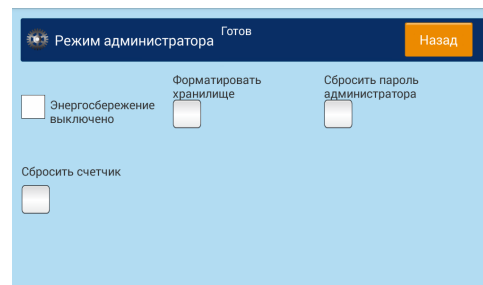 Режим администратора
Готов
Назад
Энергосбережение
выключено
Форматировать
хранилище
Сбросить пароль
администратора
Сбросить счетчик